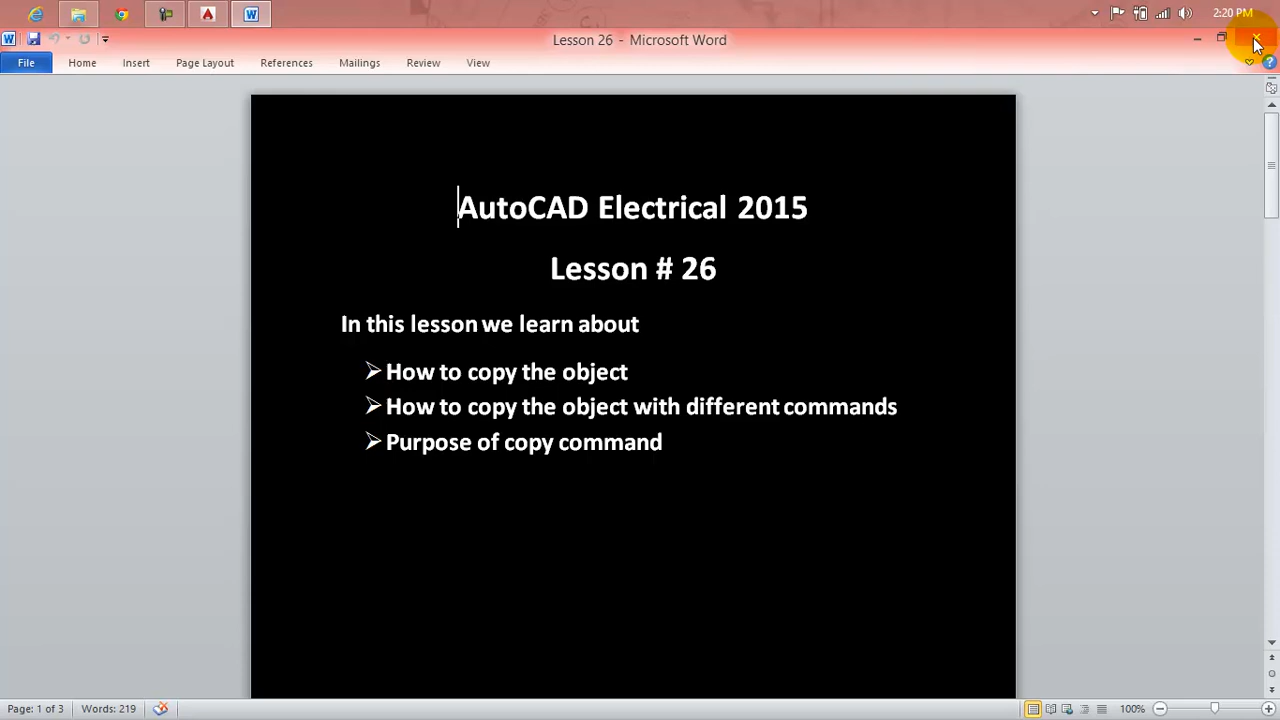 2:20 PM
Lesson 26 - Microsoft Word
File Home Insert Page Layout References Mailings Review View
AutoCAD Electrical 2015
Lesson # 26
In this lesson we learn about
How to copy the object
How to copy the object with different commands
Purpose of copy command
Page: 1 of 3 Words: 219 100%